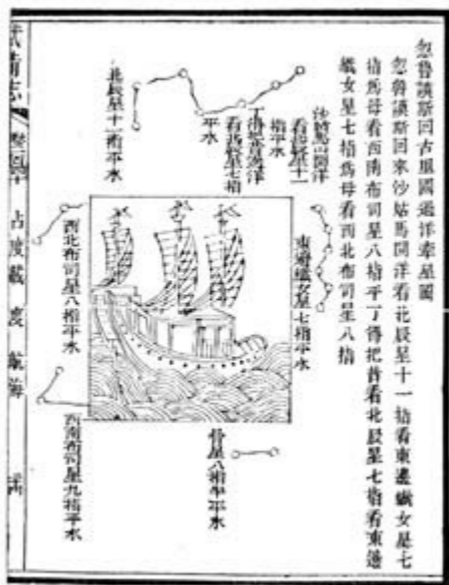 忽魯謨斯回古里國過洋牽星圖
忽魯謨斯回來沙姑馬開洋看北辰星十一指看東邊織女星七
指爲母看西南布司星八指平丁得把昔看北辰星七指看東邊
織女星七指爲母看西北布司星八指
沙姑馬山開洋
看北辰星十一
指平水
丁得把昔過洋
看北辰星七指
平水
北辰星十一指平水
東邊織女星七指平水
西北布司星八指平水
骨星八指半平水
西南布司星九指平水
武備志
占度載 度 航海